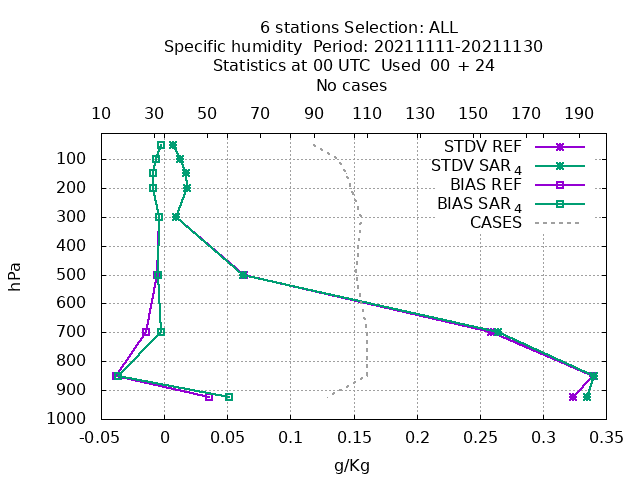 6 stations Selection: ALL
Specific humidity  Period: 20211111-20211130
Statistics at 00 UTC  Used  00 + 24
No cases
10 30 50 70 90 110 130 150 170 190
STDV REF
STDV SAR 4
BIAS REF
BIAS SAR 4
CASES
hPa
100
200
300
400
500
600
700
800
900
1000
-0.05 0 0.05 0.1 0.15 0.2 0.25 0.3 0.35
g/Kg